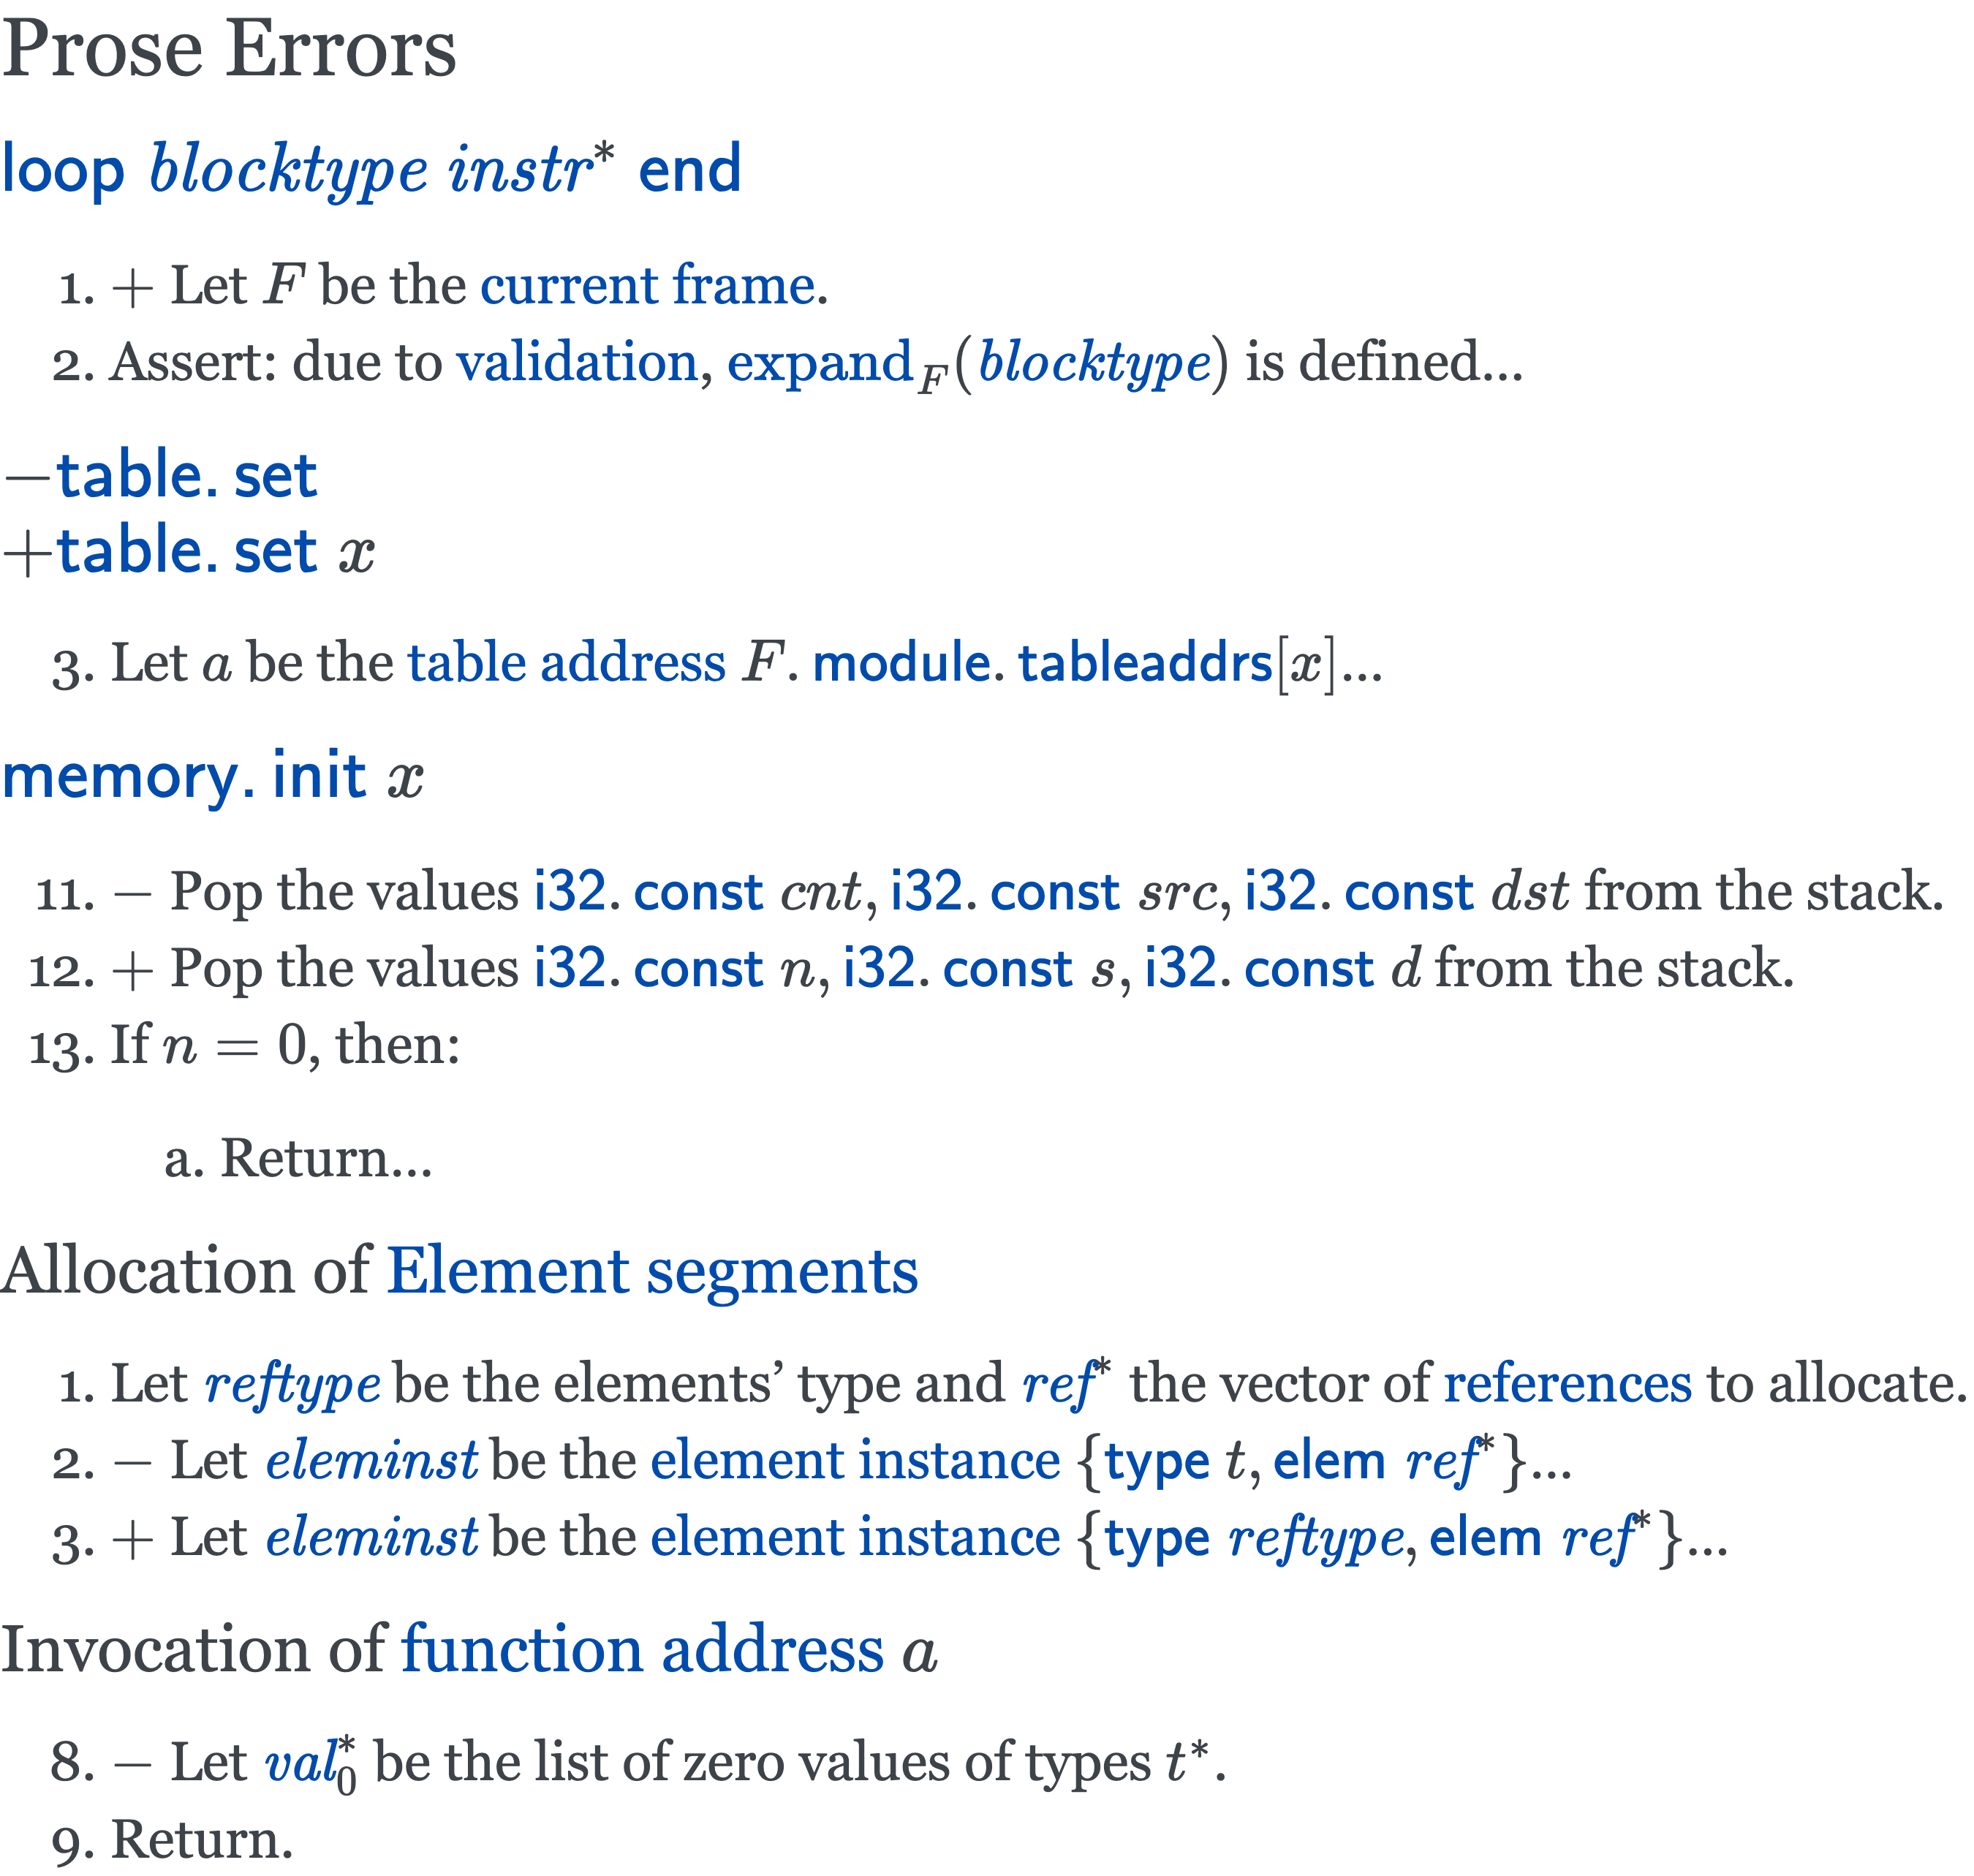 Prose Errors
loop blocktype instr* end
1. + Let F be the current frame.
2. Assert: due to validation, expand_F(blocktype) is defined...
−table. set
+table. set x
3. Let a be the table address F. module. tableaddrs[x]...
memory. init x
11. − Pop the values i32. const cnt, i32. const src, i32. const dst from the stack.
12. + Pop the values i32. const n, i32. const s, i32. const d from the stack.
13. If n = 0, then:
a. Return...
Allocation of Element segments
1. Let reftype be the elements’ type and ref* the vector of references to allocate.
2. − Let eleminst be the element instance {type t, elem ref*}...
3. + Let eleminst be the element instance {type reftype, elem ref*}...
Invocation of function address a
8. − Let val₀* be the list of zero values of types t*.
9. Return.